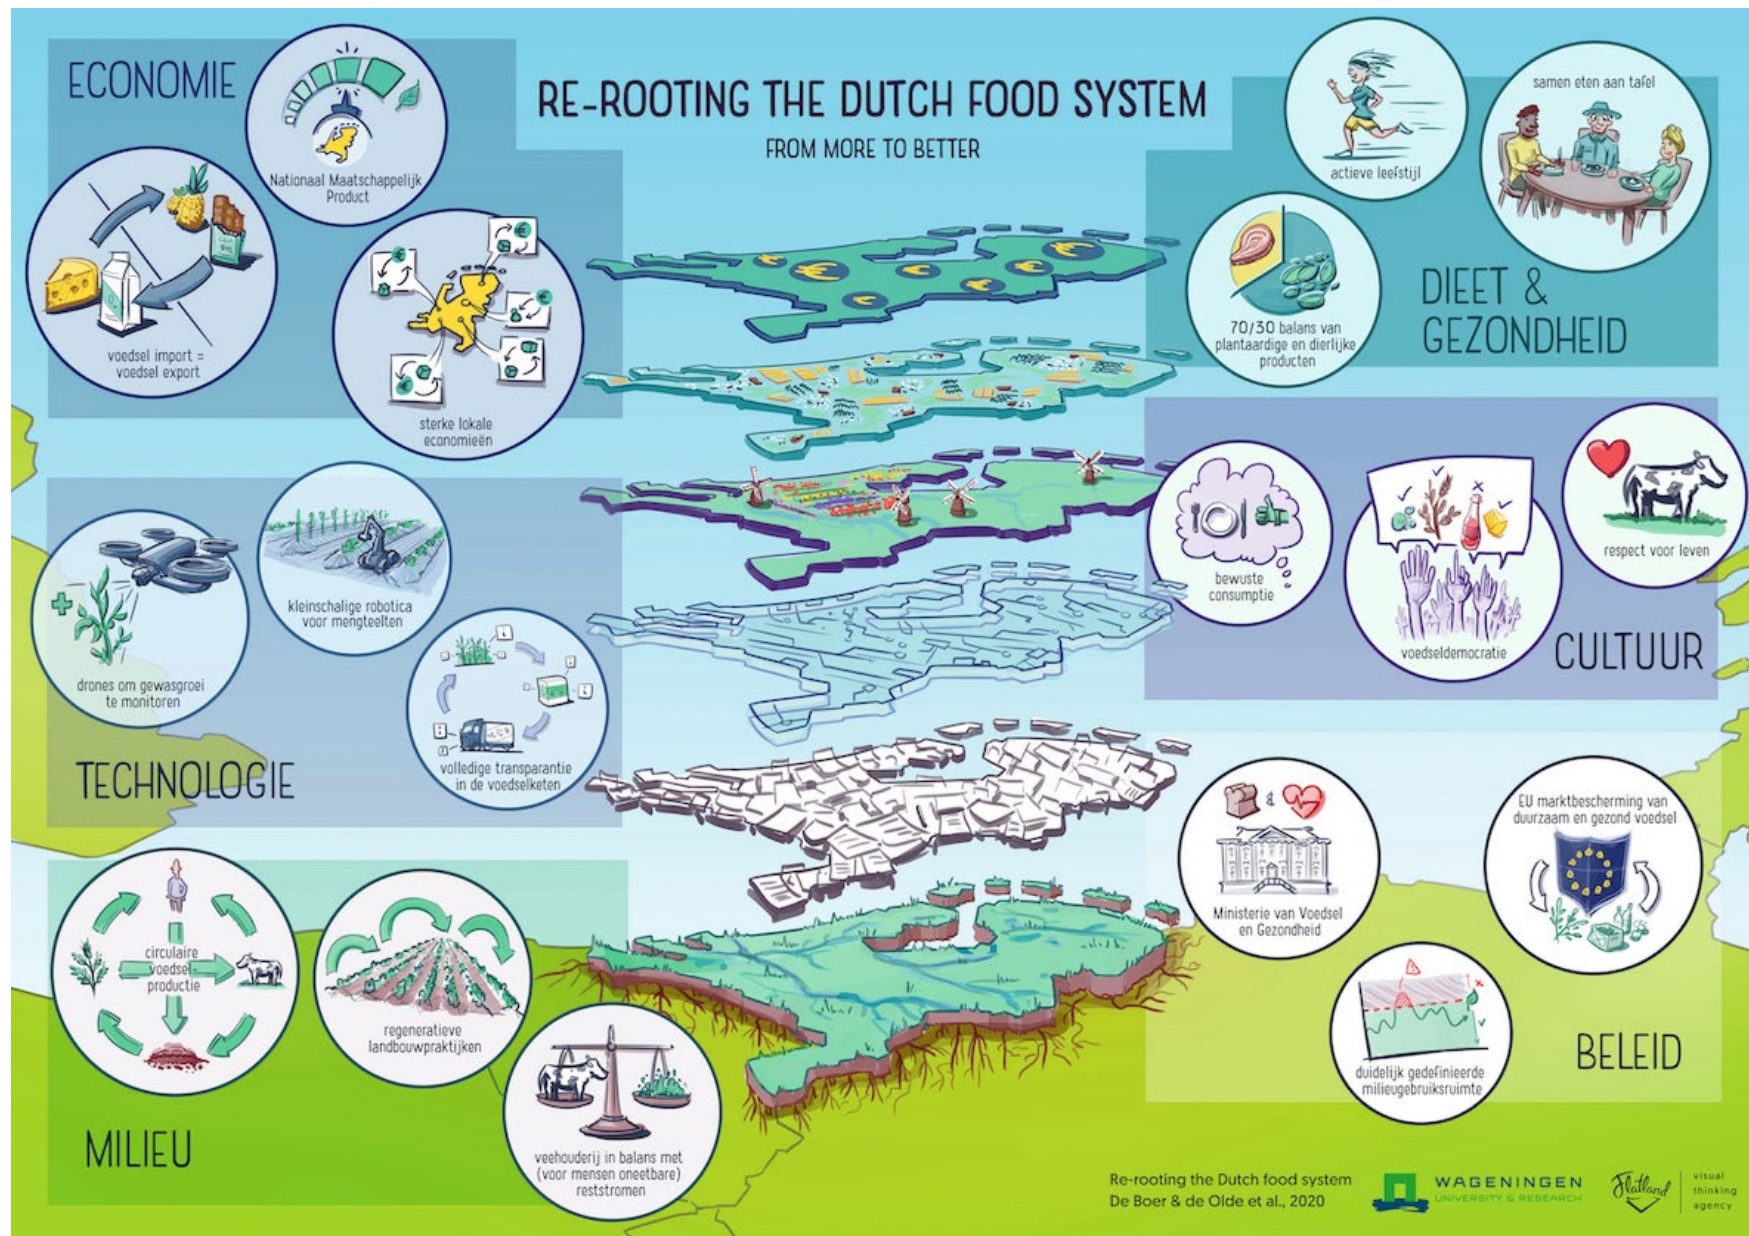 RE-ROOTING THE DUTCH FOOD SYSTEM
FROM MORE TO BETTER
ECONOMIE
Nationaal Maatschappelijk
Product
voedsel import =
voedsel export
sterke lokale
economieën
DIEET &
GEZONDHEID
actieve leefstijl
samen eten aan tafel
70/30 balans van
plantaardige en dierlijke
producten
TECHNOLOGIE
drones om gewasgroei
te monitoren
kleinschalige robotica
voor mengteelten
volledige transparantie
in de voedselketen
CULTUUR
bewuste
consumptie
voedseldemocratie
respect voor leven
MILIEU
circulaire
voedsel-
productie
regeneratieve
landbouwpraktijken
veehouderij in balans met
(voor mensen oneetbare)
reststromen
BELEID
&
Ministerie van Voedsel
en Gezondheid
EU marktbescherming van
duurzaam en gezond voedsel
duidelijk gedefinieerde
milieugebruiksruimte
Re-rooting the Dutch food system
De Boer & de Olde et al., 2020
WAGENINGEN
UNIVERSITY & RESEARCH
Flatland
visual
thinking
agency